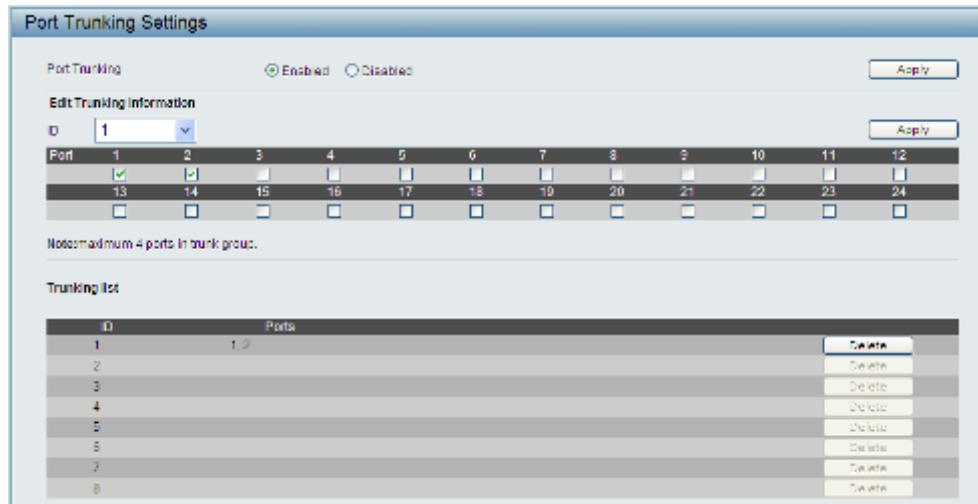 Port Trunking Settings
Port Trunking Enabled Disabled Apply
Edit Trunking Information
ID 1 Apply
Port 1 2 3 4 5 6 7 8 9 10 11 12
13 14 15 16 17 18 19 20 21 22 23 24
Note:maximum 4 ports in trunk group.
Trunking list
ID Ports
1 1, 2 Delete
2 Delete
3 Delete
4 Delete
5 Delete
6 Delete
7 Delete
8 Delete